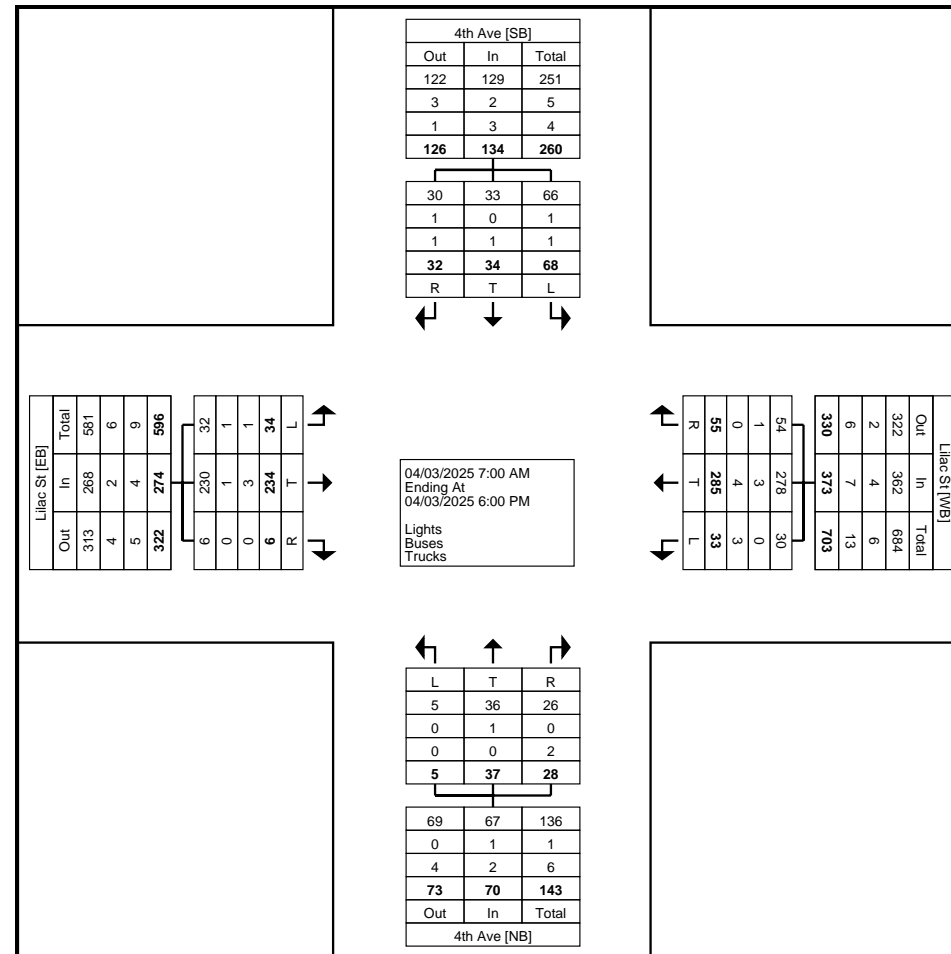 4th Ave [SB]
Out In Total
122 129 251
3 2 5
1 3 4
126 134 260
30 33 66
1 0 1
1 1 1
32 34 68
R T L
Lilac St [EB]
Total In Out
581 268 313
6 2 4
9 4 5
596 274 322
32 230 6
1 1 0
1 3 0
34 234 6
L T R
04/03/2025 7:00 AM
Ending At
04/03/2025 6:00 PM
Lights
Buses
Trucks
R T L
55 285 33
0 4 3
1 3 0
54 278 30
330 373 703
6 7 13
2 4 6
322 362 684
Out In Total
Lilac St [WB]
L T R
5 36 26
0 1 0
0 0 2
5 37 28
69 67 136
0 1 1
4 2 6
73 70 143
Out In Total
4th Ave [NB]